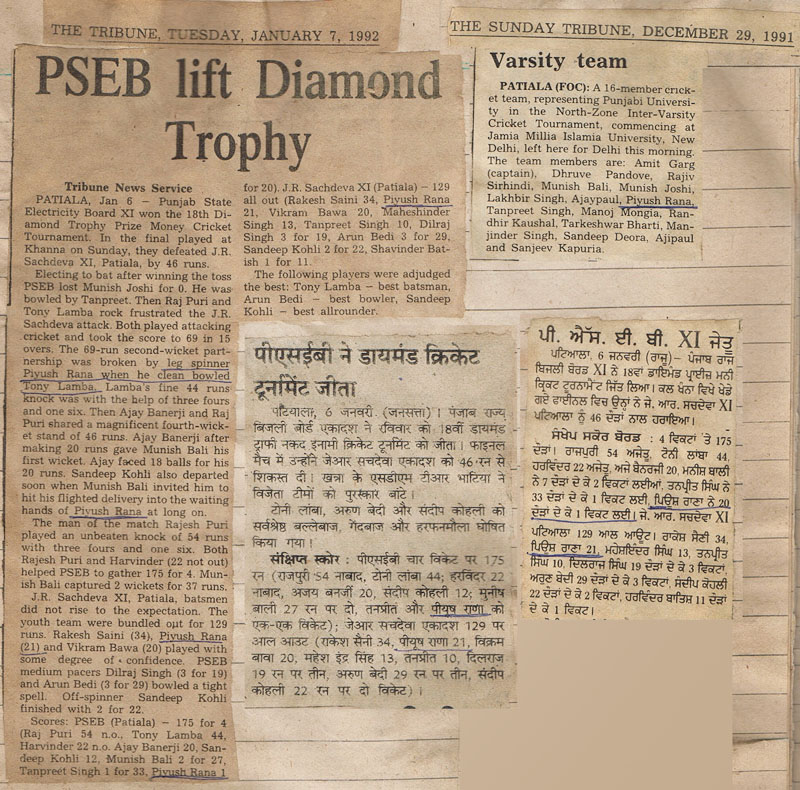 THE TRIBUNE, TUESDAY, JANUARY 7, 1992
PSEB lift Diamond
Trophy
Tribune News Service
PATIALA, Jan 6 – Punjab State
Electricity Board XI won the 18th Di-
amond Trophy Prize Money Cricket
Tournament. In the final played at
Khanna on Sunday, they defeated J.R.
Sachdeva XI, Patiala, by 46 runs.
Electing to bat after winning the toss
PSEB lost Munish Joshi for 0. He was
bowled by Tanpreet. Then Raj Puri and
Tony Lamba rock frustrated the J.R.
Sachdeva attack. Both played attacking
cricket and took the score to 69 in 15
overs. The 69-run second-wicket part-
nership was broken by leg spinner
Piyush Rana when he clean bowled
Tony Lamba. Lamba's fine 44 runs
knock was with the help of three fours
and one six. Then Ajay Banerji and Raj
Puri shared a magnificent fourth-wick-
et stand of 46 runs. Ajay Banerji after
making 20 runs gave Munish Bali his
first wicket. Ajay faced 18 balls for his
20 runs. Sandeep Kohli also departed
soon when Munish Bali invited him to
hit his flighted delivery into the waiting
hands of Piyush Rana at long on.
The man of the match Rajesh Puri
played an unbeaten knock of 54 runs
with three fours and one six. Both
Rajesh Puri and Harvinder (22 not out)
helped PSEB to gather 175 for 4. Mun-
ish Bali captured 2 wickets for 37 runs.
J.R. Sachdeva XI, Patiala, batsmen
did not rise to the expectation. The
youth team were bundled out for 129
runs. Rakesh Saini (34), Piyush Rana
(21) and Vikram Bawa (20) played with
some degree of confidence. PSEB
medium pacers Dilraj Singh (3 for 19)
and Arun Bedi (3 for 29) bowled a tight
spell. Off-spinner Sandeep Kohli
finished with 2 for 22.
Scores: PSEB (Patiala) – 175 for 4
(Raj Puri 54 n.o., Tony Lamba 44,
Harvinder 22 n.o. Ajay Banerji 20, San-
deep Kohli 12, Munish Bali 2 for 27,
Tanpreet Singh 1 for 33, Piyush Rana 1
for 20). J.R. Sachdeva XI (Patiala) – 129
all out (Rakesh Saini 34, Piyush Rana
21, Vikram Bawa 20, Maheshinder
Singh 13, Tanpreet Singh 10, Dilraj
Singh 3 for 19, Arun Bedi 3 for 29,
Sandeep Kohli 2 for 22, Shavinder Bat-
ish 1 for 11.
The following players were adjudged
the best: Tony Lamba – best batsman,
Arun Bedi – best bowler, Sandeep
Kohli – best allrounder.
THE SUNDAY TRIBUNE, DECEMBER 29, 1991
Varsity team
PATIALA (FOC): A 16-member crick-
et team, representing Punjabi Universi-
ty in the North-Zone Inter-Varsity
Cricket Tournament, commencing at
Jamia Millia Islamia University, New
Delhi, left here for Delhi this morning.
The team members are: Amit Garg
(captain), Dhruve Pandove, Rajiv
Sirhindi, Munish Bali, Munish Joshi,
Lakhbir Singh, Ajaypaul, Piyush Rana,
Tanpreet Singh, Manoj Mongia, Ran-
dhir Kaushal, Tarkeshwar Bharti, Man-
jinder Singh, Sandeep Deora, Ajipaul
and Sanjeev Kapuria.
पीएसईबी ने डायमंड क्रिकेट
टूर्नामेंट जीता
पटियाला, 6 जनवरी. (जनसत्ता)। पंजाब राज्य
बिजली बोर्ड एकादश ने रविवार को 18वीं डायमंड
ट्राफी नकद इनामी क्रिकेट टूर्नामेंट को जीता। फाइनल
मैच में उन्होंने जेआर सचदेवा एकादश को 46 रन से
शिकस्त दी। खन्ना के एसडीएम टीआर भाटिया ने
विजेता टीमों को पुरस्कार बांटे।
टोनी लांबा, अरुण बेदी और संदीप कोहली को
सर्वश्रेष्ठ बल्लेबाज, गेंदबाज और हरफनमौला घोषित
किया गया।
संक्षिप्त स्कोर : पीएसईबी चार विकेट पर 175
रन (राजपुरी 54 नाबाद, टोनी लांबा 44; हरविंदर 22
नाबाद, अजय बनर्जी 20, संदीप कोहली 12; मुनीष
बाली 27 रन पर दो, तनप्रीत और पीयूष राणा को
एक-एक विकेट); जेआर सचदेवा एकादश 129 पर
आल आउट (राकेश सैनी 34, पीयूष राणा 21, विक्रम
बावा 20, महेश इंद्र सिंह 13, तनप्रीत 10, दिलराज
19 रन पर तीन, अरुण बेदी 29 रन पर तीन, संदीप
कोहली 22 रन पर दो विकेट)।
ਪੀ. ਐੱਸ. ਈ. ਬੀ. XI ਜੇਤੂ
ਪਟਿਆਲਾ, 6 ਜਨਵਰੀ (ਰਾਜੂ)– ਪੰਜਾਬ ਰਾਜ
ਬਿਜਲੀ ਬੋਰਡ XI ਨੇ 18ਵਾਂ ਡਾਇਮੰਡ ਪ੍ਰਾਈਜ਼ ਮਨੀ
ਕ੍ਰਿਕਟ ਟੂਰਨਾਮੈਂਟ ਜਿੱਤ ਲਿਆ। ਕਲ ਖੰਨਾ ਵਿਖੇ ਖੇਡੇ
ਗਏ ਫਾਈਨਲ ਵਿਚ ਉਨ੍ਹਾਂ ਨੇ ਜੇ. ਆਰ. ਸਚਦੇਵਾ XI
ਪਟਿਆਲਾ ਨੂੰ 46 ਦੌੜਾਂ ਨਾਲ ਹਰਾਇਆ।
ਸੰਖੇਪ ਸਕੋਰ ਬੋਰਡ : 4 ਵਿਕਟਾਂ 'ਤੇ 175
ਦੌੜਾਂ। ਰਾਜਪੁਰੀ 54 ਅਜੇਤੂ, ਟੋਨੀ ਲਾਂਬਾ 44,
ਹਰਵਿੰਦਰ 22 ਅਜੇਤੂ, ਅਜੇ ਬੈਨਰਜੀ 20, ਮਨੀਸ਼ ਬਾਲੀ
ਨੇ 7 ਦੌੜਾਂ ਦੇ ਕੇ 2 ਵਿਕਟਾਂ ਲਈਆਂ, ਤਨਪ੍ਰੀਤ ਸਿੰਘ ਨੇ
33 ਦੌੜਾਂ ਦੇ ਕੇ 1 ਵਿਕਟ ਲਈ, ਪਿਊਸ਼ ਰਾਣਾ ਨੇ 20
ਦੌੜਾਂ ਦੇ ਕੇ 1 ਵਿਕਟ ਲਈ। ਜੇ. ਆਰ. ਸਚਦੇਵਾ XI
ਪਟਿਆਲਾ 129 ਆਲ ਆਊਟ। ਰਾਕੇਸ਼ ਸੈਣੀ 34,
ਪਿਊਸ਼ ਰਾਣਾ 21, ਮਹੇਸ਼ਇੰਦਰ ਸਿੰਘ 13, ਤਨਪ੍ਰੀਤ
ਸਿੰਘ 10, ਦਿਲਰਾਜ ਸਿੰਘ 19 ਦੌੜਾਂ ਦੇ ਕੇ 3 ਵਿਕਟਾਂ,
ਅਰੁਣ ਬੇਦੀ 29 ਦੌੜਾਂ ਦੇ ਕੇ 3 ਵਿਕਟਾਂ, ਸੰਦੀਪ ਕੋਹਲੀ
22 ਦੌੜਾਂ ਦੇ ਕੇ 2 ਵਿਕਟਾਂ, ਹਰਵਿੰਦਰ ਬਾਤਿਸ਼ 11 ਦੌੜਾਂ
ਦੇ ਕੇ 1 ਵਿਕਟ।